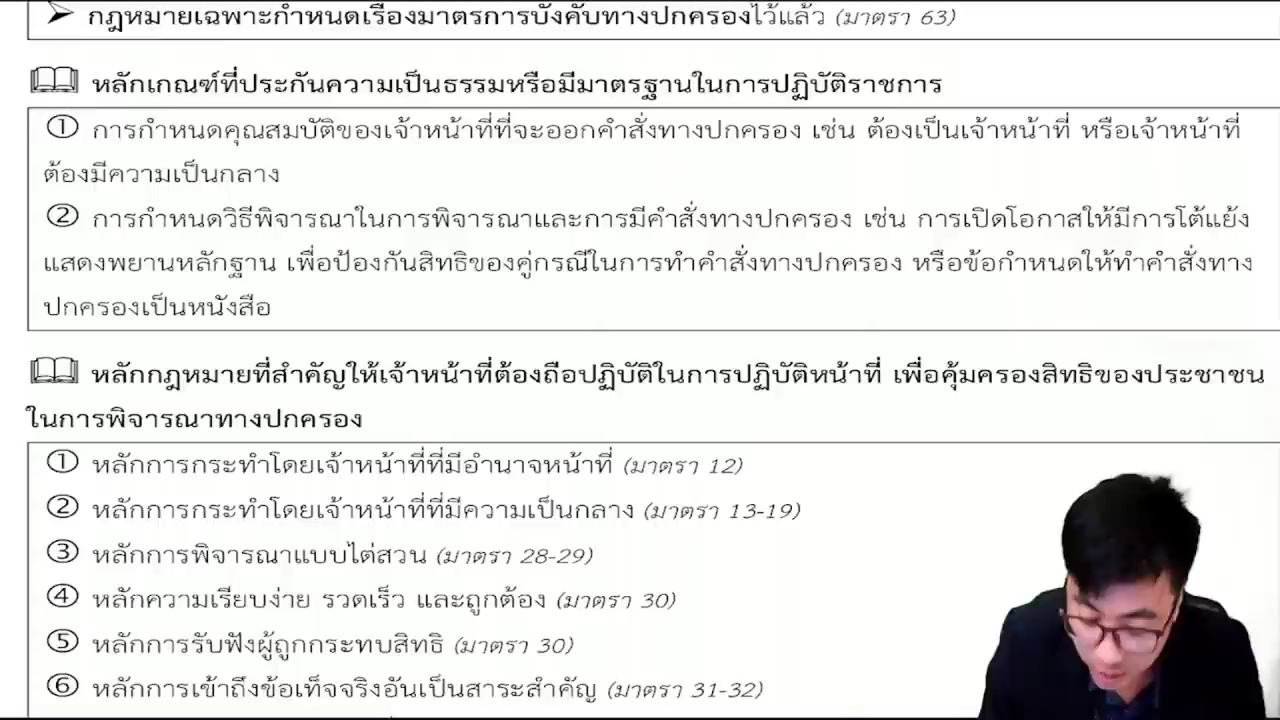 ➤ กฎหมายเฉพาะกำหนดเรื่องมาตรการบังคับทางปกครองไว้แล้ว (มาตรา 63)
หลักเกณฑ์ที่ประกันความเป็นธรรมหรือมีมาตรฐานในการปฏิบัติราชการ
① การกำหนดคุณสมบัติของเจ้าหน้าที่ที่จะออกคำสั่งทางปกครอง เช่น ต้องเป็นเจ้าหน้าที่ หรือเจ้าหน้าที่
ต้องมีความเป็นกลาง
② การกำหนดวิธีพิจารณาในการพิจารณาและการมีคำสั่งทางปกครอง เช่น การเปิดโอกาสให้มีการโต้แย้ง
แสดงพยานหลักฐาน เพื่อป้องกันสิทธิของคู่กรณีในการทำคำสั่งทางปกครอง หรือข้อกำหนดให้ทำคำสั่งทาง
ปกครองเป็นหนังสือ
หลักกฎหมายที่สำคัญให้เจ้าหน้าที่ต้องถือปฏิบัติในการปฏิบัติหน้าที่ เพื่อคุ้มครองสิทธิของประชาชน
ในการพิจารณาทางปกครอง
① หลักการกระทำโดยเจ้าหน้าที่ที่มีอำนาจหน้าที่ (มาตรา 12)
② หลักการกระทำโดยเจ้าหน้าที่ที่มีความเป็นกลาง (มาตรา 13-19)
③ หลักการพิจารณาแบบไต่สวน (มาตรา 28-29)
④ หลักความเรียบง่าย รวดเร็ว และถูกต้อง (มาตรา 30)
⑤ หลักการรับฟังผู้ถูกกระทบสิทธิ (มาตรา 30)
⑥ หลักการเข้าถึงข้อเท็จจริงอันเป็นสาระสำคัญ (มาตรา 31-32)